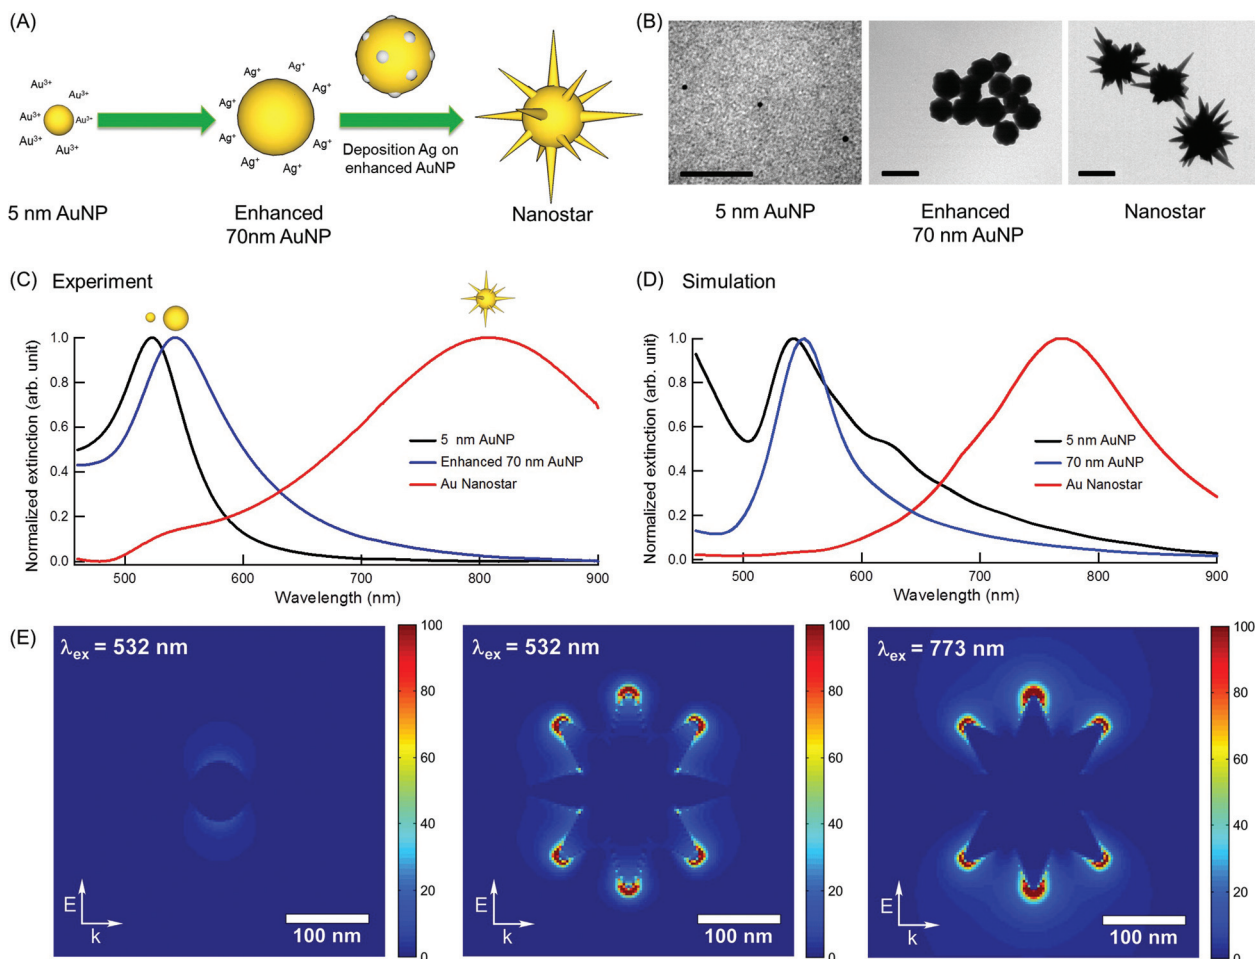 (A)
Au³⁺
Au³⁺
Au³⁺
Au³⁺
Au³⁺
Au³⁺
5 nm AuNP
Ag⁺
Ag⁺
Ag⁺
Ag⁺
Ag⁺
Ag⁺
Ag⁺
Ag⁺
Ag⁺
Ag⁺
Enhanced
70nm AuNP
Deposition Ag on
enhanced AuNP
Nanostar
(B)
5 nm AuNP
Enhanced
70 nm AuNP
Nanostar
(C) Experiment
Normalized extinction (arb. unit)
1.0
0.8
0.6
0.4
0.2
0.0
5 nm AuNP
Enhanced 70 nm AuNP
Au Nanostar
500 600 700 800 900
Wavelength (nm)
(D) Simulation
Normalized extinction (arb. unit)
1.0
0.8
0.6
0.4
0.2
0.0
5 nm AuNP
70 nm AuNP
Au Nanostar
500 600 700 800 900
Wavelength (nm)
(E)
λex = 532 nm
E
k
100 nm
100
80
60
40
20
0
λex = 532 nm
E
k
100 nm
100
80
60
40
20
0
λex = 773 nm
E
k
100 nm
100
80
60
40
20
0